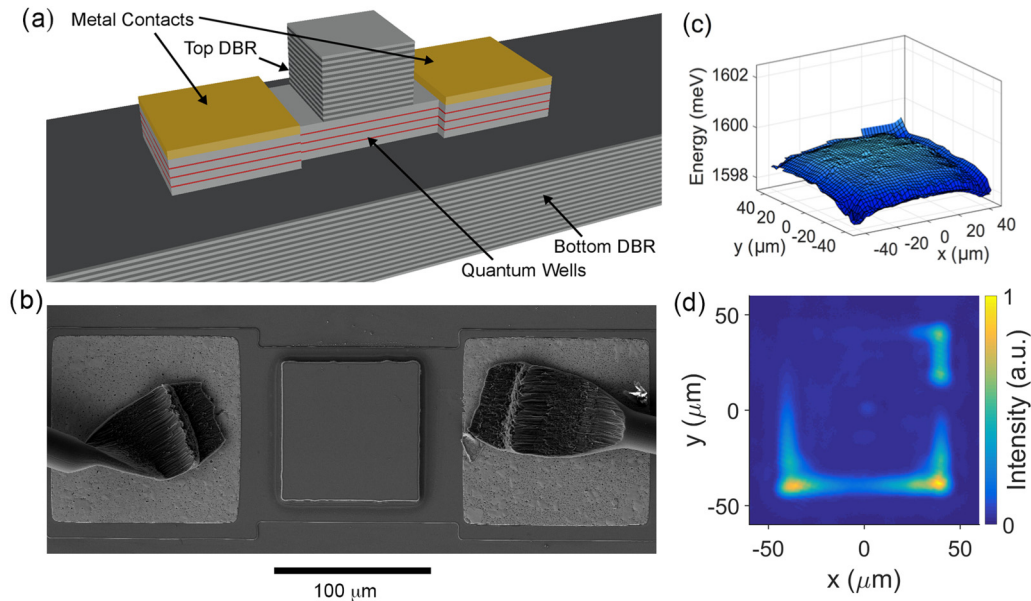 (a)
Metal Contacts
Top DBR
Bottom DBR
Quantum Wells
(b)
100 μm
(c)
Energy (meV)
1602
1600
1598
40
20
0
-20
-40
y (μm)
-40
-20
0
20
40
x (μm)
(d)
50
0
-50
y (μm)
-50
0
50
x (μm)
1
0
Intensity (a.u.)